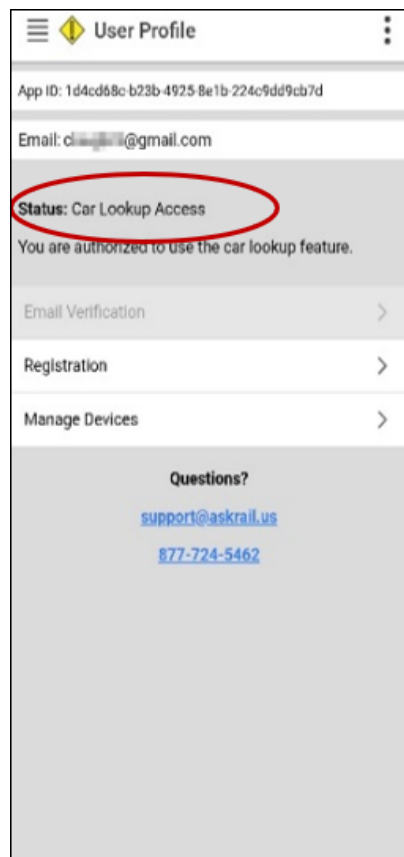 User Profile
App ID: 1d4cd68c-b23b-4925-8e1b-224c9dd9cb7d
Email: c @gmail.com
Status: Car Lookup Access
You are authorized to use the car lookup feature.
Email Verification
Registration
Manage Devices
Questions?
support@askrail.us
877-724-5462